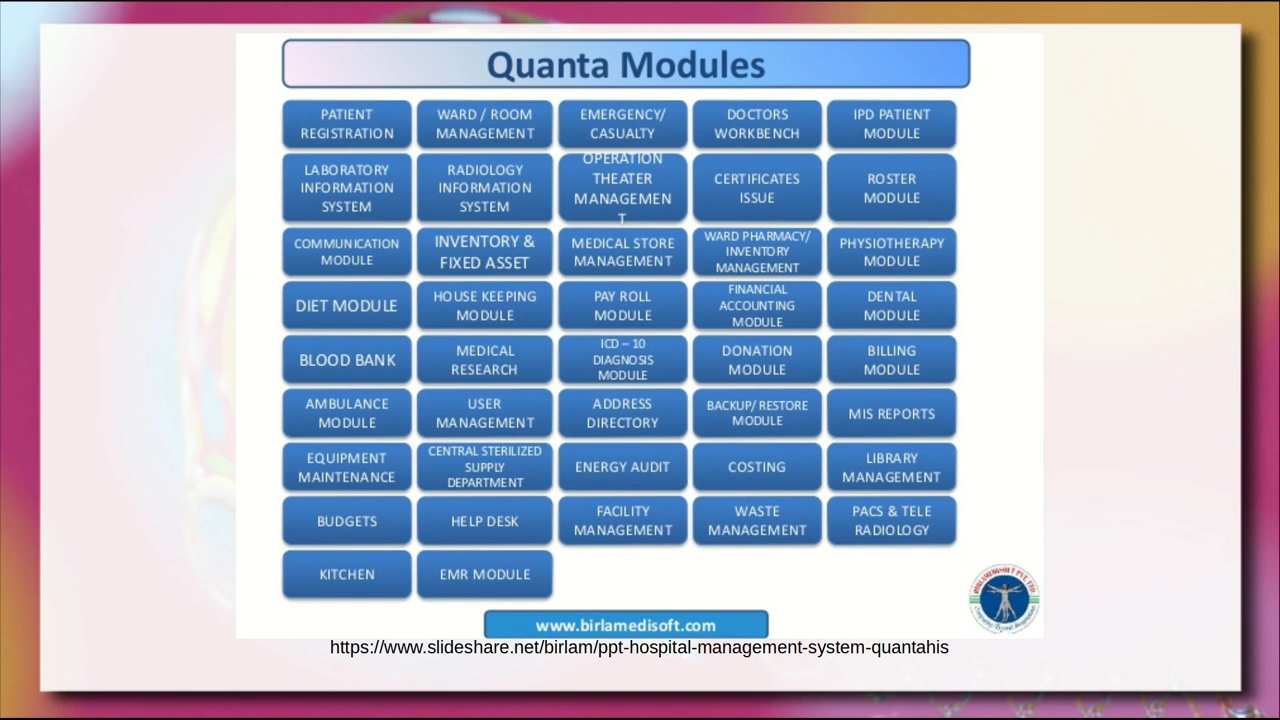 Quanta Modules
PATIENT
REGISTRATION
WARD / ROOM
MANAGEMENT
EMERGENCY/
CASUALTY
DOCTORS
WORKBENCH
IPD PATIENT
MODULE
LABORATORY
INFORMATION
SYSTEM
RADIOLOGY
INFORMATION
SYSTEM
OPERATION
THEATER
MANAGEMEN
T
CERTIFICATES
ISSUE
ROSTER
MODULE
COMMUNICATION
MODULE
INVENTORY &
FIXED ASSET
MEDICAL STORE
MANAGEMENT
WARD PHARMACY/
INVENTORY
MANAGEMENT
PHYSIOTHERAPY
MODULE
DIET MODULE
HOUSE KEEPING
MODULE
PAY ROLL
MODULE
FINANCIAL
ACCOUNTING
MODULE
DENTAL
MODULE
BLOOD BANK
MEDICAL
RESEARCH
ICD – 10
DIAGNOSIS
MODULE
DONATION
MODULE
BILLING
MODULE
AMBULANCE
MODULE
USER
MANAGEMENT
ADDRESS
DIRECTORY
BACKUP/ RESTORE
MODULE
MIS REPORTS
EQUIPMENT
MAINTENANCE
CENTRAL STERILIZED
SUPPLY
DEPARTMENT
ENERGY AUDIT
COSTING
LIBRARY
MANAGEMENT
BUDGETS
HELP DESK
FACILITY
MANAGEMENT
WASTE
MANAGEMENT
PACS & TELE
RADIOLOGY
KITCHEN
EMR MODULE
BIRLAMEDISOFT PVT. LTD.
www.birlamedisoft.com
https://www.slideshare.net/birlam/ppt-hospital-management-system-quantahis